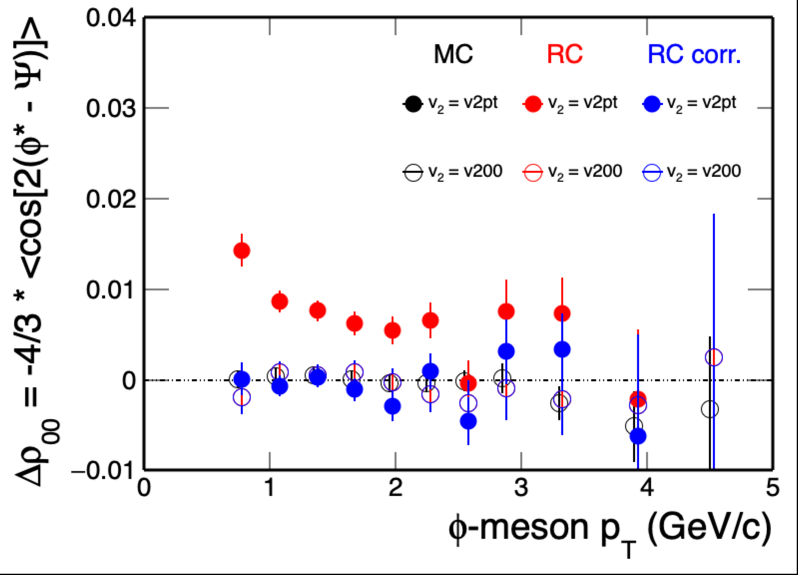 Δρ00 = -4/3 * <cos[2(ϕ* - Ψ)]>
0.04
0.03
0.02
0.01
0
−0.01
MC RC RC corr.
v2 = v2pt v2 = v2pt v2 = v2pt
v2 = v200 v2 = v200 v2 = v200
0 1 2 3 4 5
ϕ-meson pT (GeV/c)